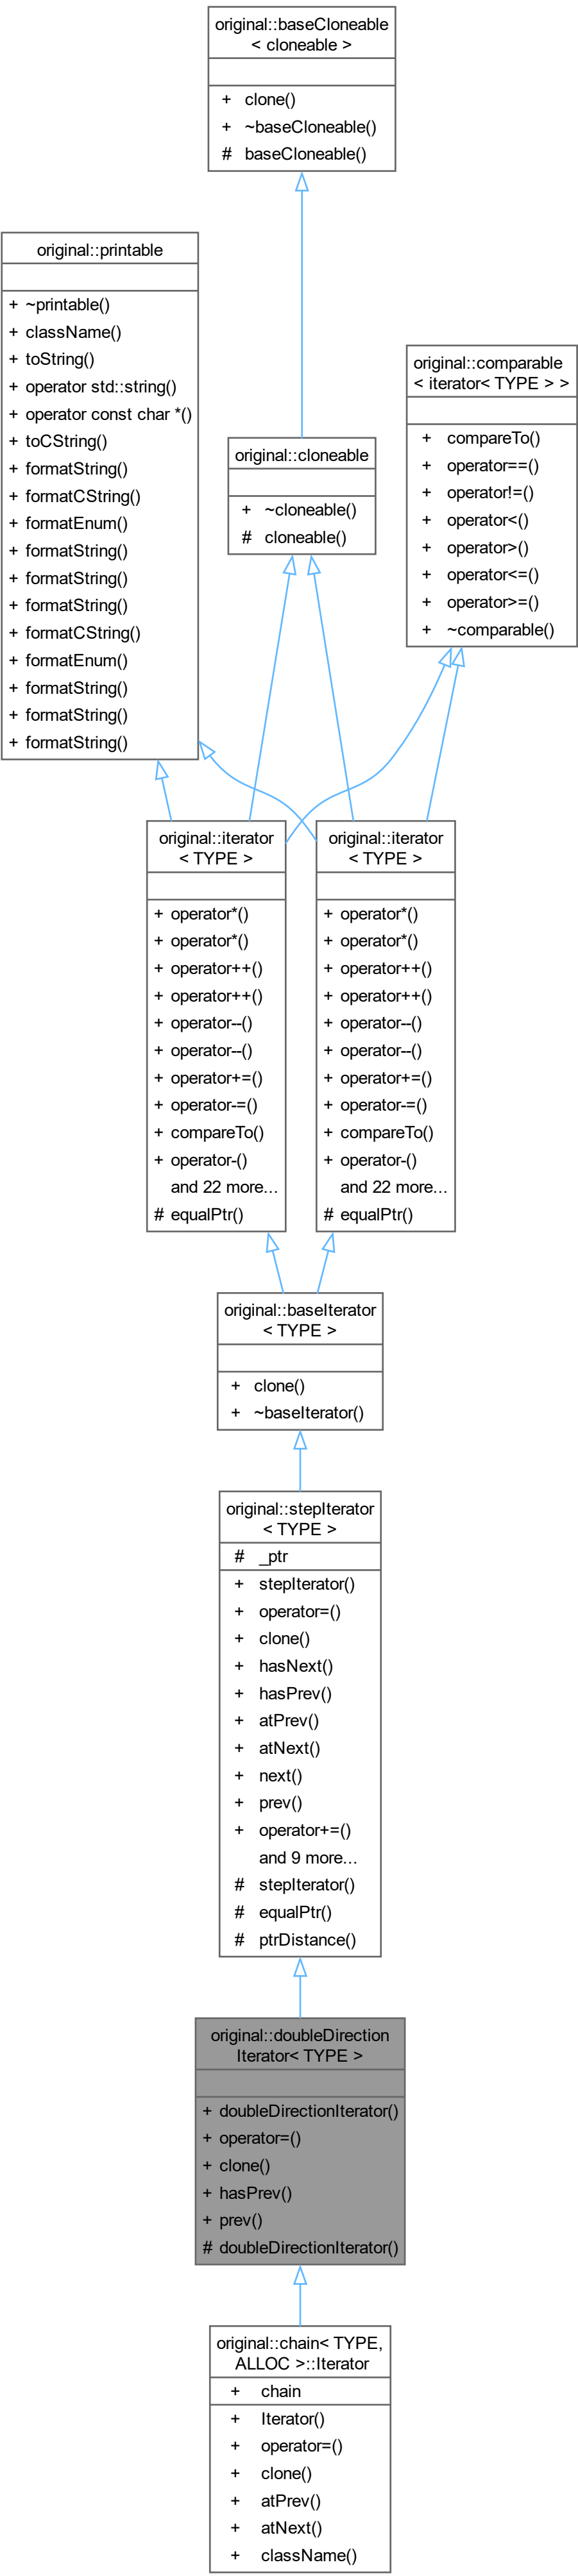 original::baseCloneable
< cloneable >
+ clone()
+ ~baseCloneable()
# baseCloneable()
original::printable
+ ~printable()
+ className()
+ toString()
+ operator std::string()
+ operator const char *()
+ toCString()
+ formatString()
+ formatCString()
+ formatEnum()
+ formatString()
+ formatString()
+ formatString()
+ formatCString()
+ formatEnum()
+ formatString()
+ formatString()
+ formatString()
original::comparable
< iterator< TYPE > >
+ compareTo()
+ operator==()
+ operator!=()
+ operator<()
+ operator>()
+ operator<=()
+ operator>=()
+ ~comparable()
original::cloneable
+ ~cloneable()
# cloneable()
original::iterator
< TYPE >
+ operator*()
+ operator*()
+ operator++()
+ operator++()
+ operator--()
+ operator--()
+ operator+=()
+ operator-=()
+ compareTo()
+ operator-()
and 22 more...
# equalPtr()
original::iterator
< TYPE >
+ operator*()
+ operator*()
+ operator++()
+ operator++()
+ operator--()
+ operator--()
+ operator+=()
+ operator-=()
+ compareTo()
+ operator-()
and 22 more...
# equalPtr()
original::baseIterator
< TYPE >
+ clone()
+ ~baseIterator()
original::stepIterator
< TYPE >
# _ptr
+ stepIterator()
+ operator=()
+ clone()
+ hasNext()
+ hasPrev()
+ atPrev()
+ atNext()
+ next()
+ prev()
+ operator+=()
and 9 more...
# stepIterator()
# equalPtr()
# ptrDistance()
original::doubleDirection
Iterator< TYPE >
+ doubleDirectionIterator()
+ operator=()
+ clone()
+ hasPrev()
+ prev()
# doubleDirectionIterator()
original::chain< TYPE,
ALLOC >::Iterator
+ chain
+ Iterator()
+ operator=()
+ clone()
+ atPrev()
+ atNext()
+ className()